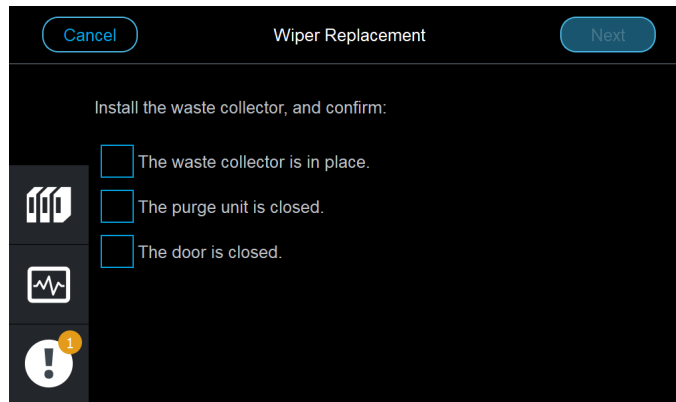 Cancel
Wiper Replacement
Next
Install the waste collector, and confirm:
The waste collector is in place.
The purge unit is closed.
The door is closed.
1